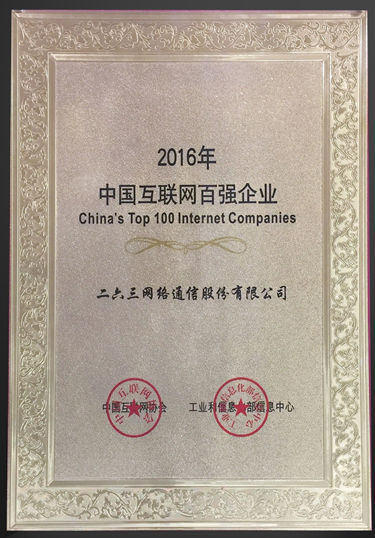 2016年
中国互联网百强企业
China's Top 100 Internet Companies
二六三网络通信股份有限公司
中国互联网协会 工业和信息化部信息中心